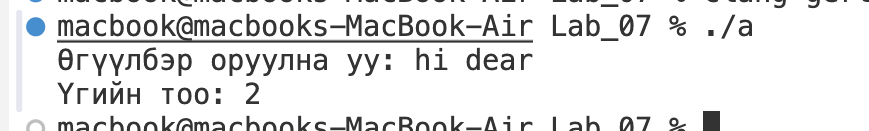 macbook@macbooks-MacBook-Air Lab_07 % ./a
Өгүүлбэр оруулна уу: hi dear
Үгийн тоо: 2
macbook@macbooks-MacBook-Air Lab_07 %